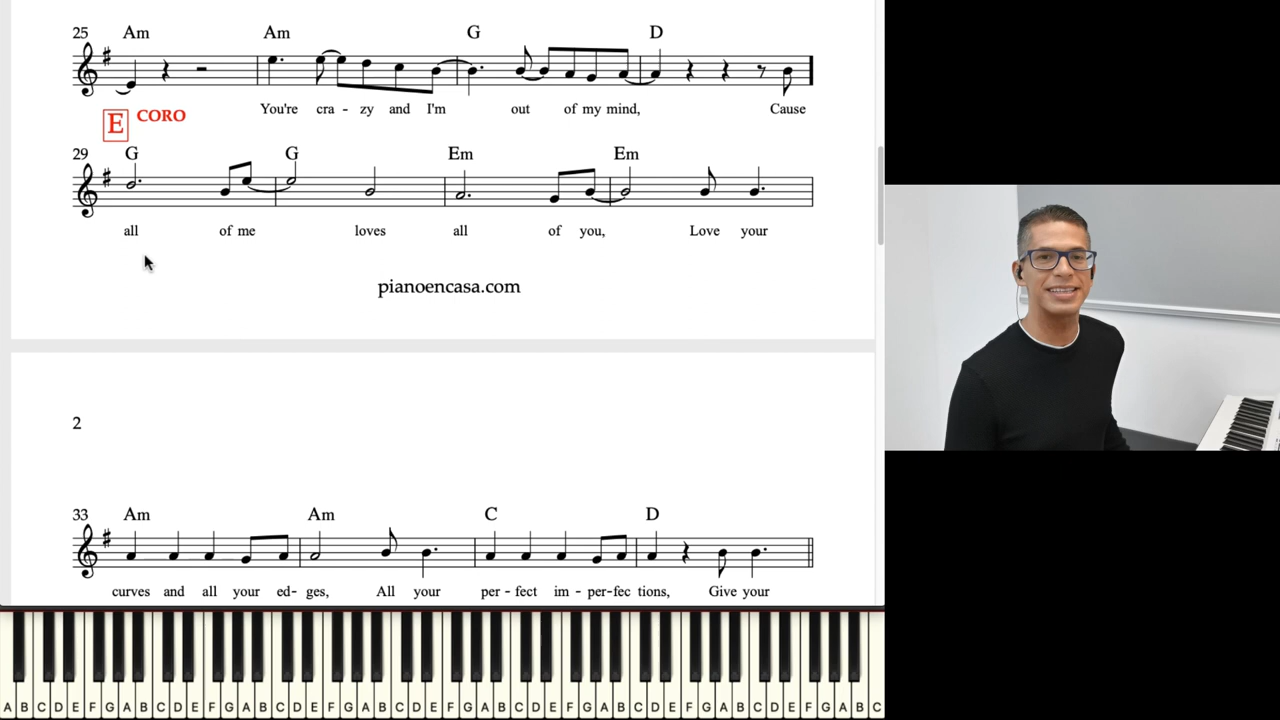 25 Am Am G D
You're cra - zy and I'm out of my mind, Cause
E CORO
29 G G Em Em
all of me loves all of you, Love your
pianoencasa.com
2
33 Am Am C D
curves and all your ed- ges, All your per - fect im - per-fec tions, Give your
A B C D E F G A B C D E F G A B C D E F G A B C D E F G A B C D E F G A B C D E F G A B C D E F G A B C